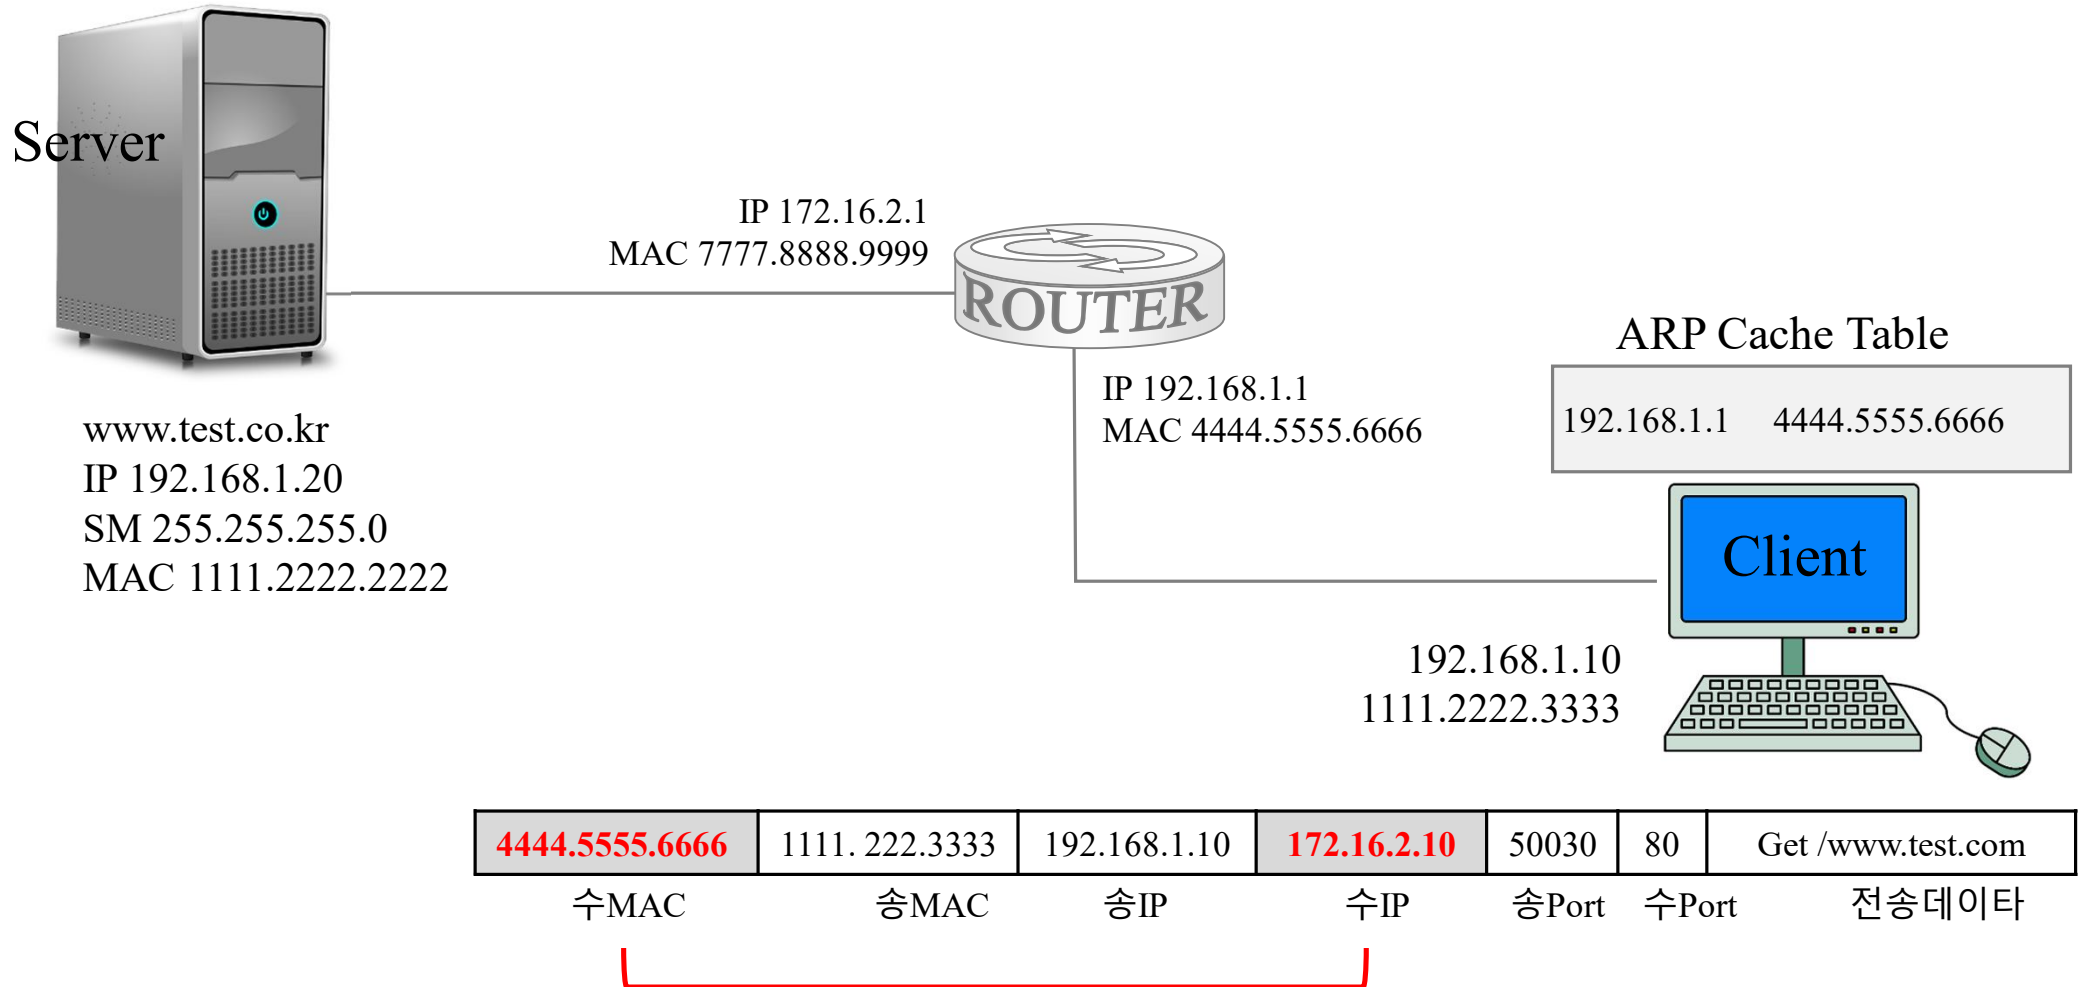 Server
IP 172.16.2.1
MAC 7777.8888.9999
ROUTER
ARP Cache Table
192.168.1.1 4444.5555.6666
IP 192.168.1.1
MAC 4444.5555.6666
www.test.co.kr
IP 192.168.1.20
SM 255.255.255.0
MAC 1111.2222.2222
Client
192.168.1.10
1111.2222.3333
4444.5555.6666 1111. 222.3333 192.168.1.10 172.16.2.10 50030 80 Get /www.test.com
수MAC 송MAC 송IP 수IP 송Port 수Port 전송데이타